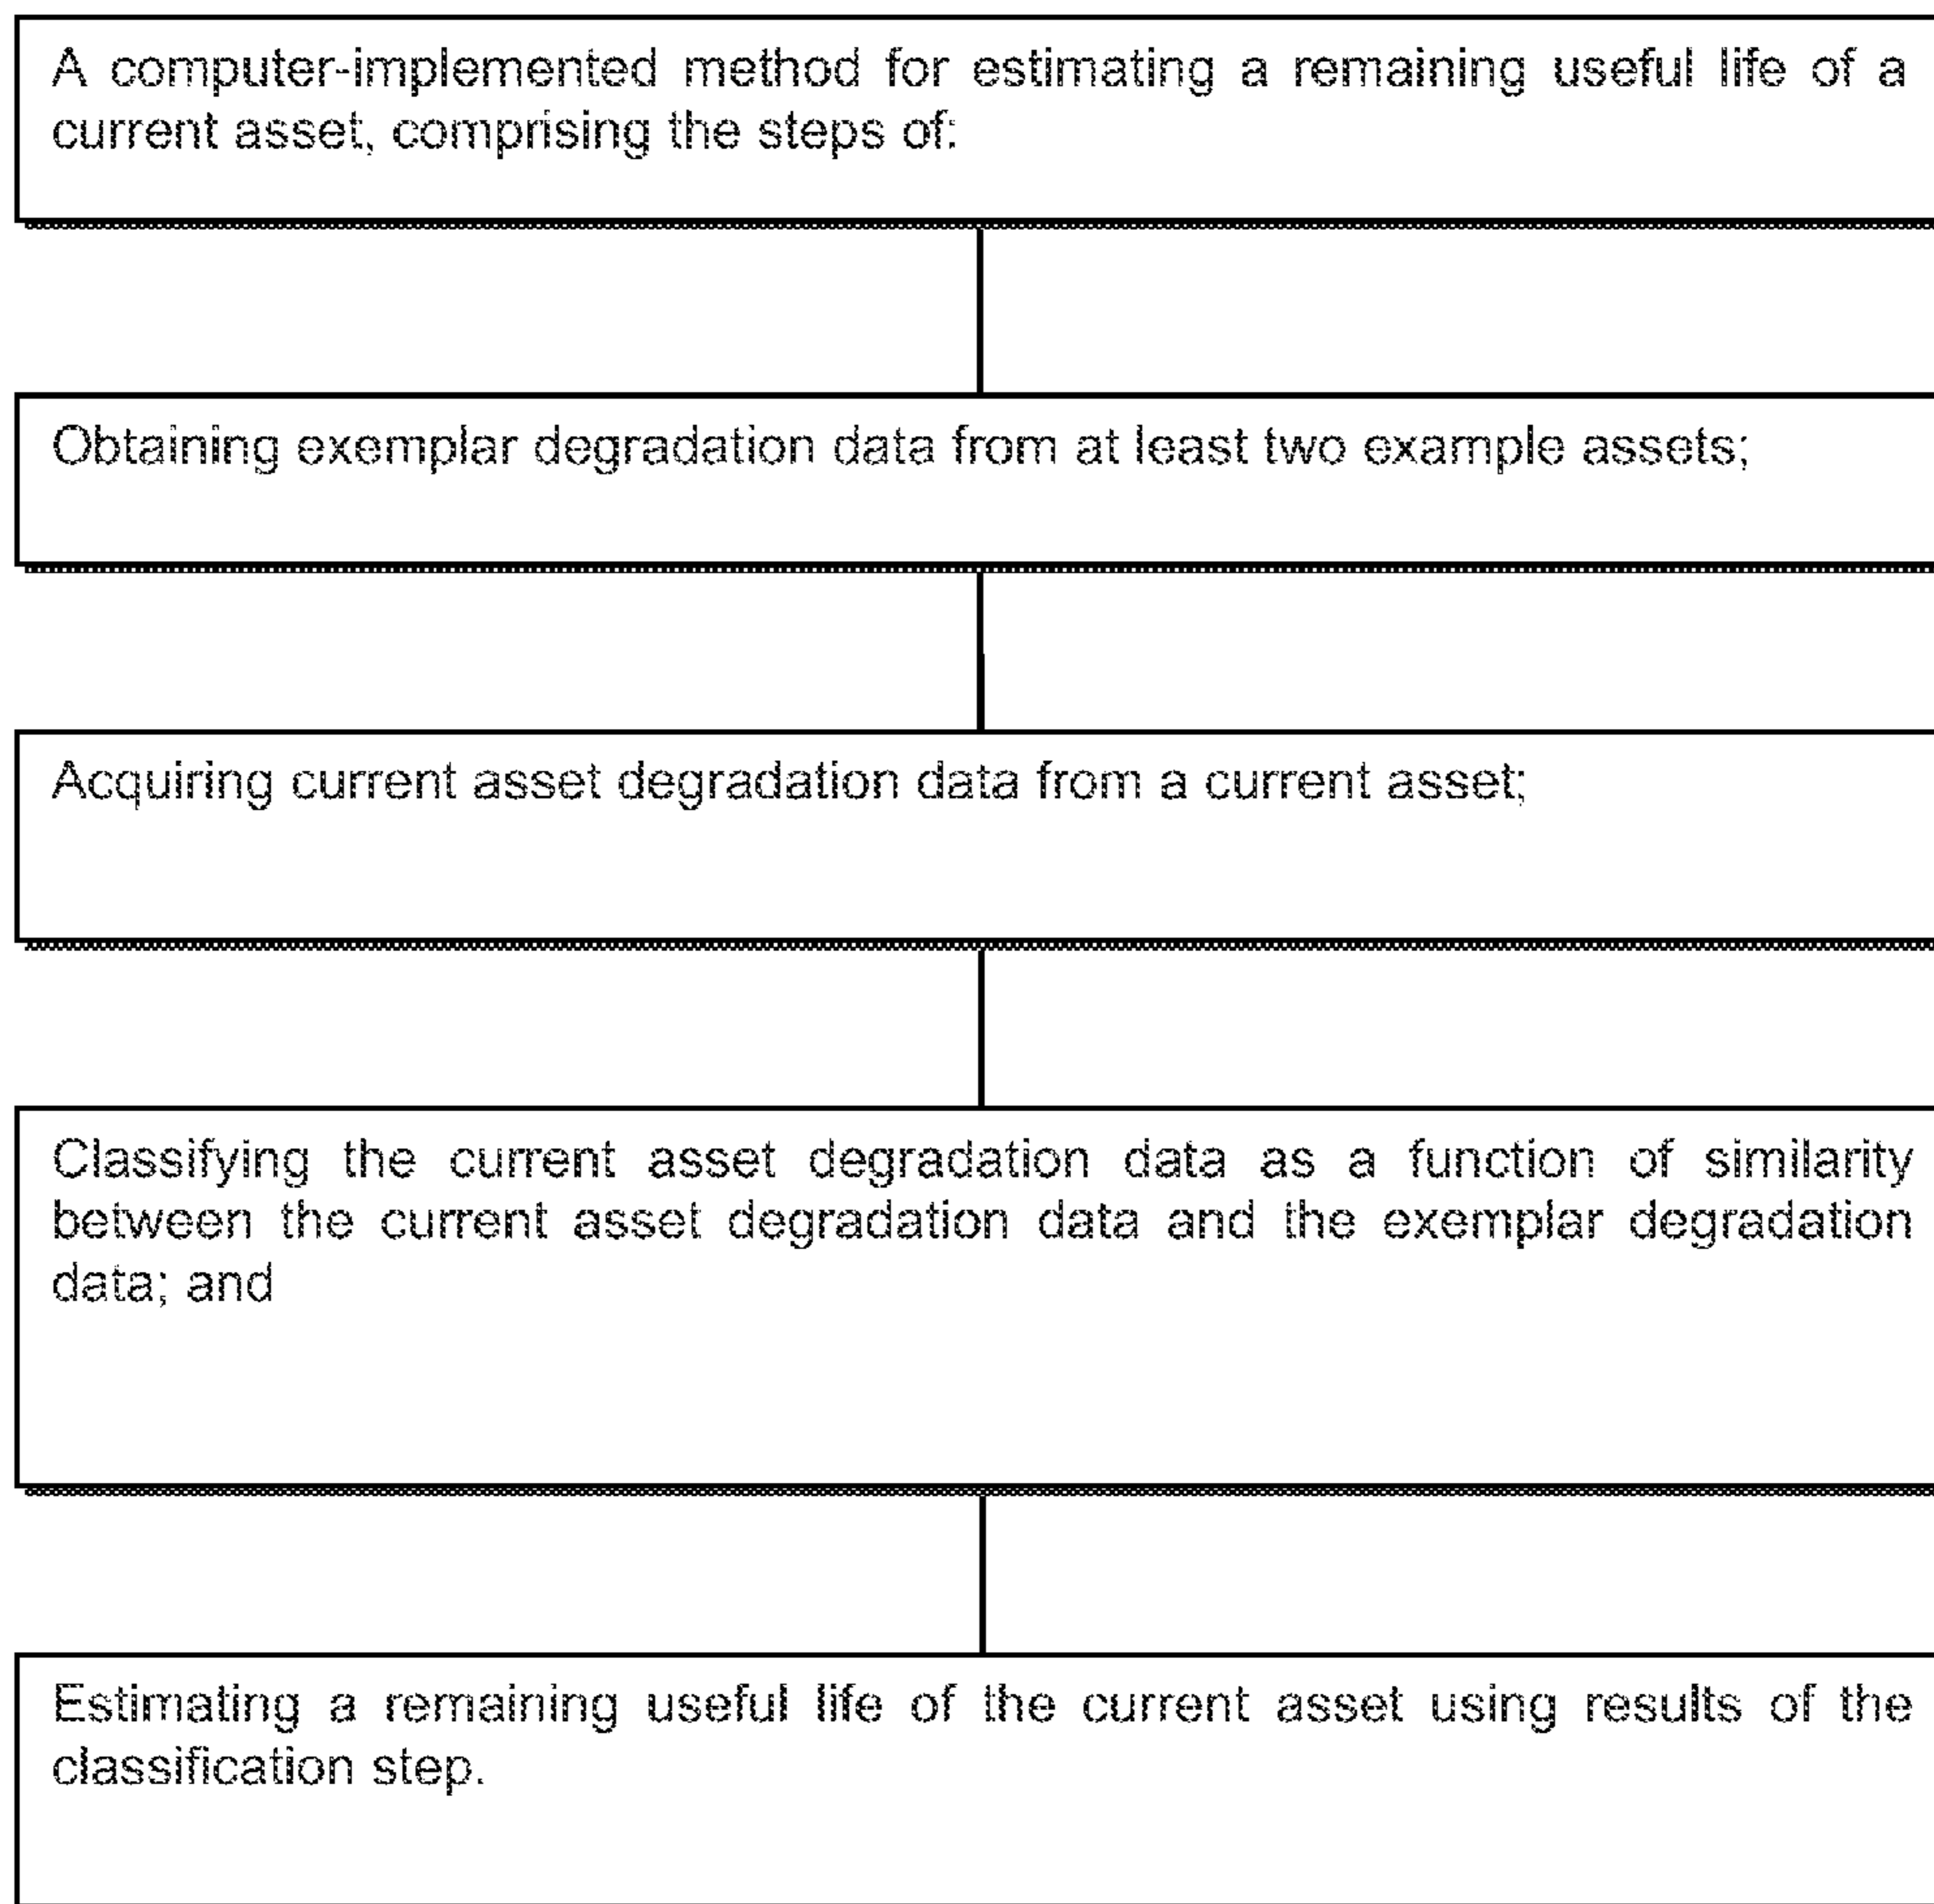 A computer-implemented method for estimating a remaining useful life of a
current asset, comprising the steps of:
Obtaining exemplar degradation data from at least two example assets;
Acquiring current asset degradation data from a current asset;
Classifying the current asset degradation data as a function of similarity
between the current asset degradation data and the exemplar degradation
data; and
Estimating a remaining useful life of the current asset using results of the
classification step.